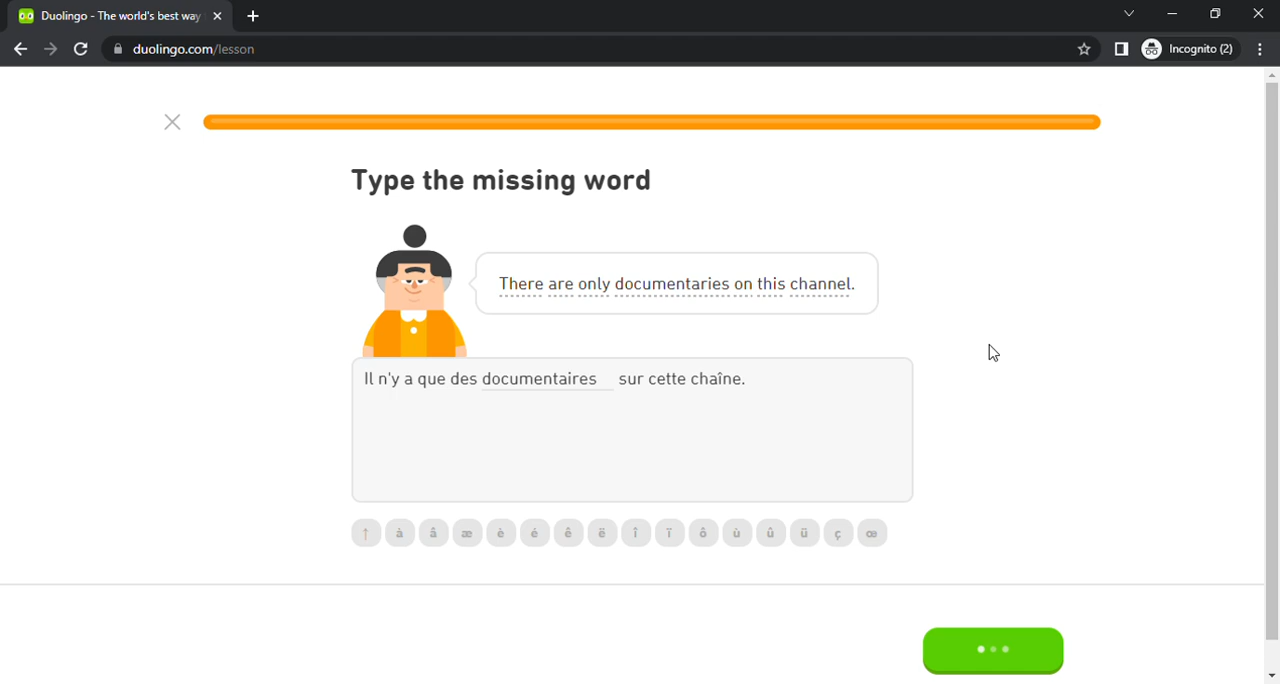 Duolingo - The world's best way
duolingo.com/lesson
Incognito (2)
Type the missing word
There are only documentaries on this channel.
Il n'y a que des documentaires sur cette chaîne.
↑ à â æ è é ê ë î ï ô ù û ü ç œ